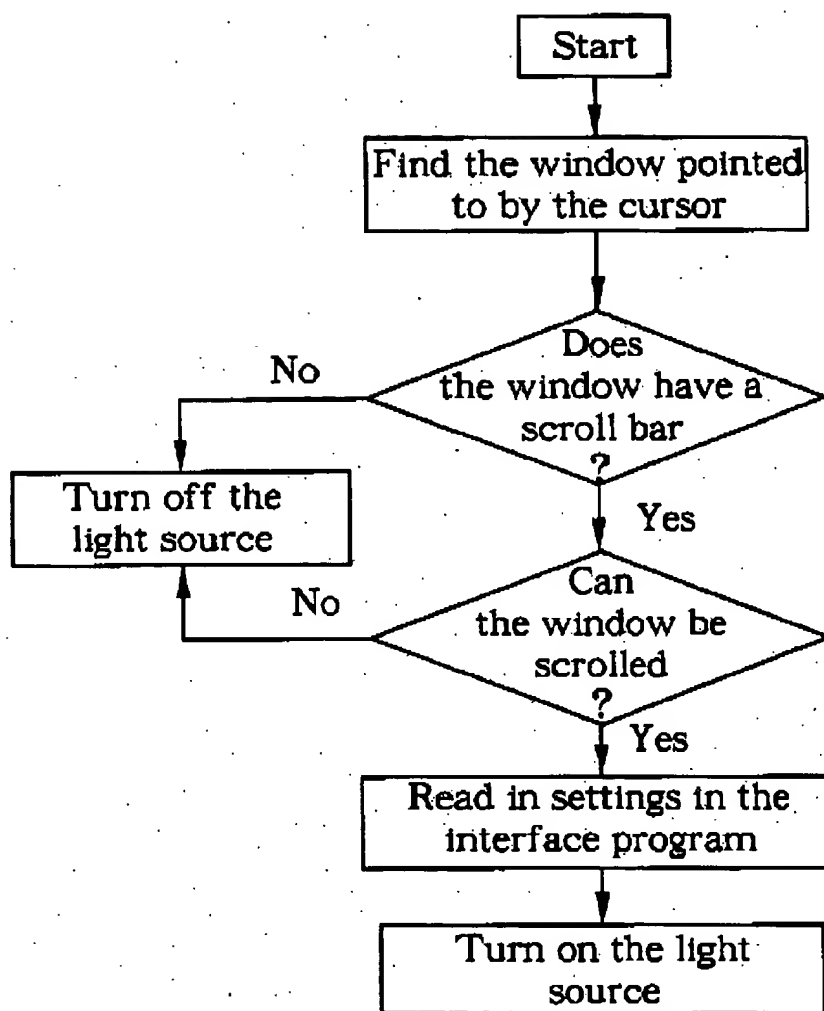 Start
Find the window pointed
to by the cursor
Does
the window have a
scroll bar
?
No
Turn off the
light source
Yes
Can
the window be
scrolled
?
No
Yes
Read in settings in the
interface program
Turn on the light
source